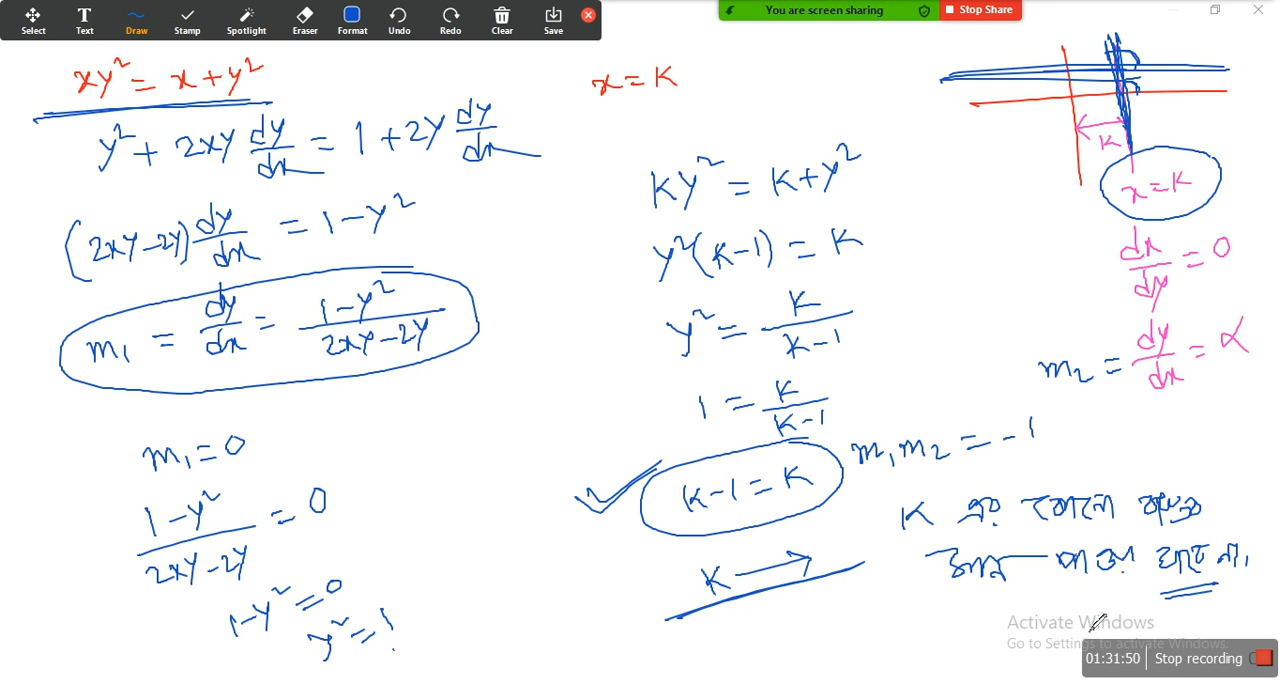 Select Text Draw Stamp Spotlight Eraser Format Undo Redo Clear Save
You are screen sharing Stop Share
xy² = x + y²
y² + 2xy dy/dx = 1 + 2y dy/dx
(2xy - 2y) dy/dx = 1 - y²
m₁ = dy/dx = (1 - y²)/(2xy - 2y)
m₁ = 0
(1 - y²)/(2xy - 2y) = 0
1 - y² = 0
y² = 1
x = K
Ky² = K + y²
y²(K - 1) = K
y² = K/(K - 1)
1 = K/(K - 1)
K - 1 = K
K →
K
x = K
dx/dy = 0
m₂ = dy/dx = α
m₁m₂ = -1
K এর কোনো বাস্তব
মান পাওয়া যাবে না।
Activate Windows
Go to Settings to activate Windows.
01:31:50 Stop recording